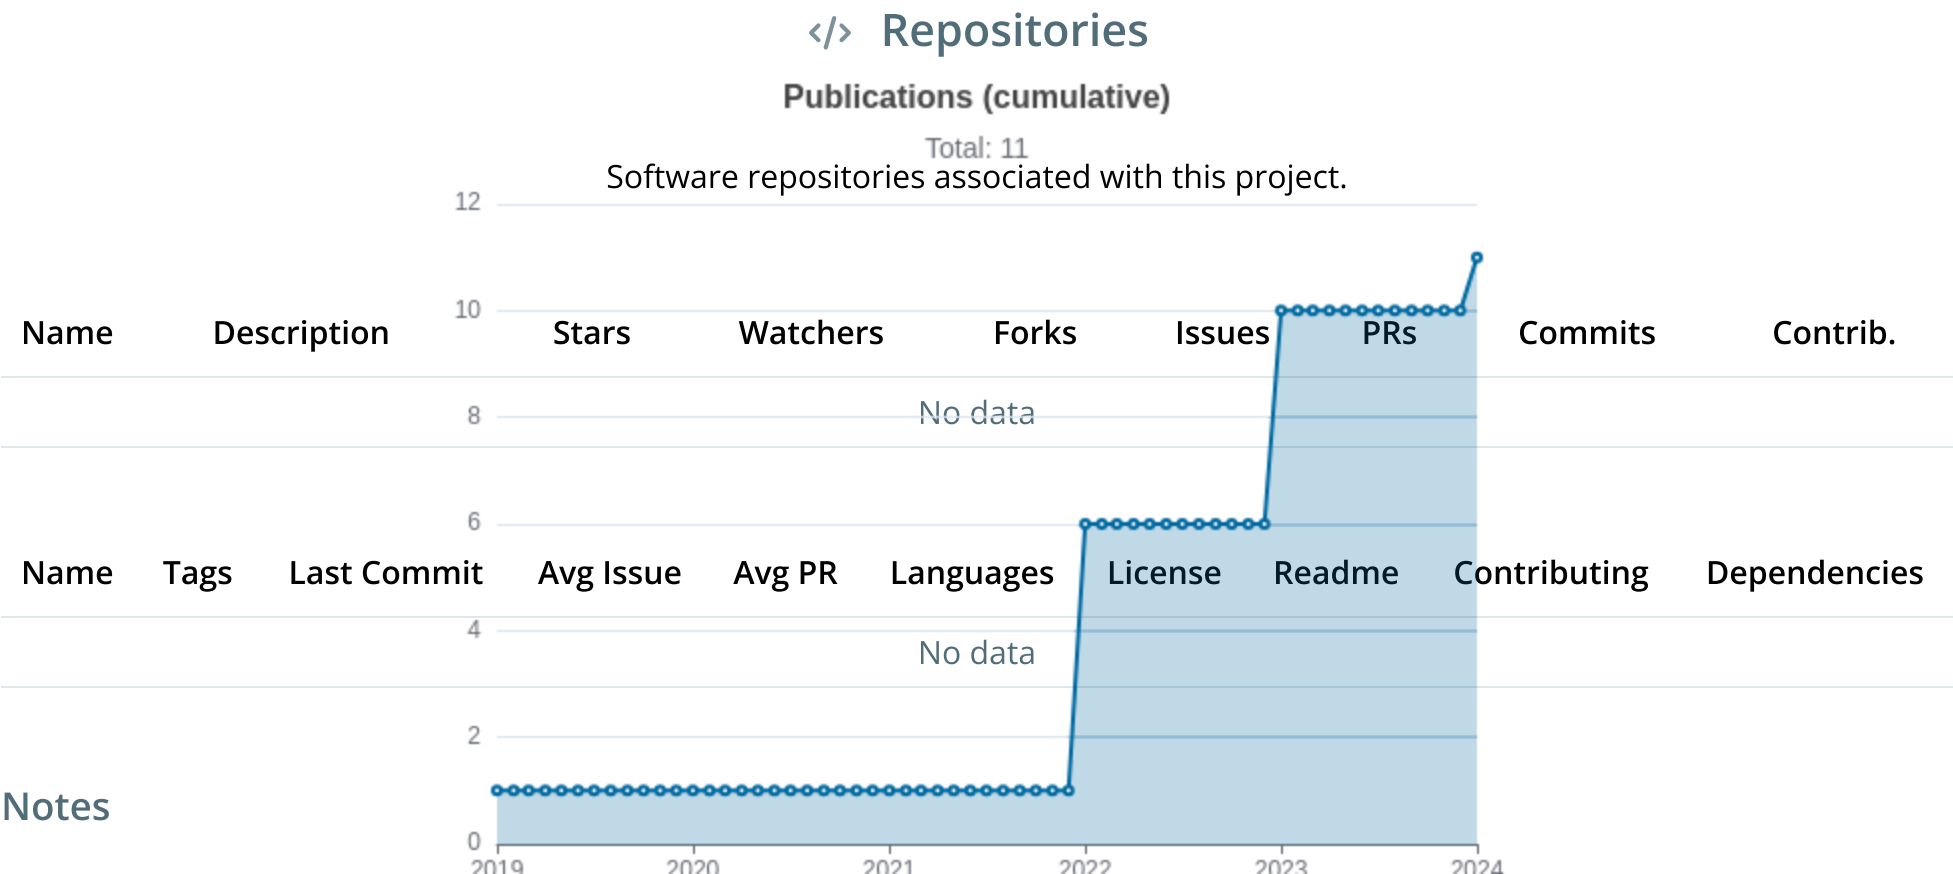 </> Repositories
Publications (cumulative)
Total: 11
Software repositories associated with this project.
12
10
Name Description Stars Watchers Forks Issues PRs Commits Contrib.
8
No data
6
Name Tags Last Commit Avg Issue Avg PR Languages License Readme Contributing Dependencies
4
No data
2
Notes
0
2019 2020 2021 2022 2023 2024